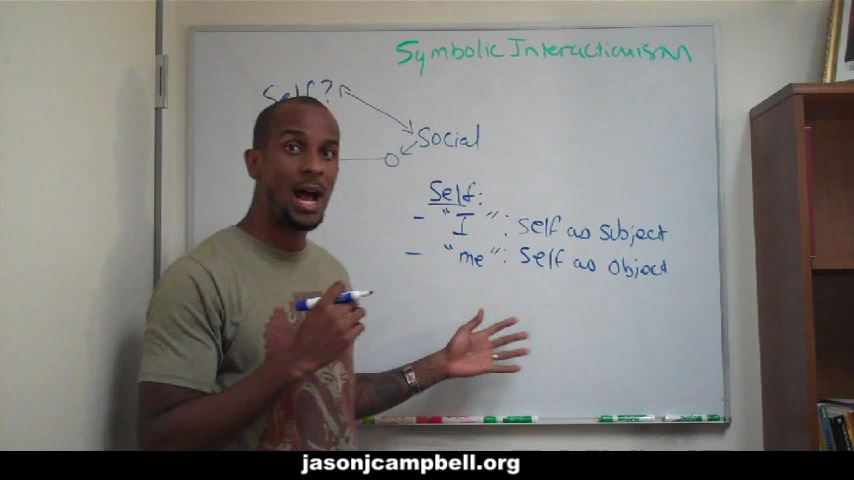 Symbolic Interactionism
Self?
Social
Self:
- "I": self as subject
- "me": self as object
jasonjcampbell.org